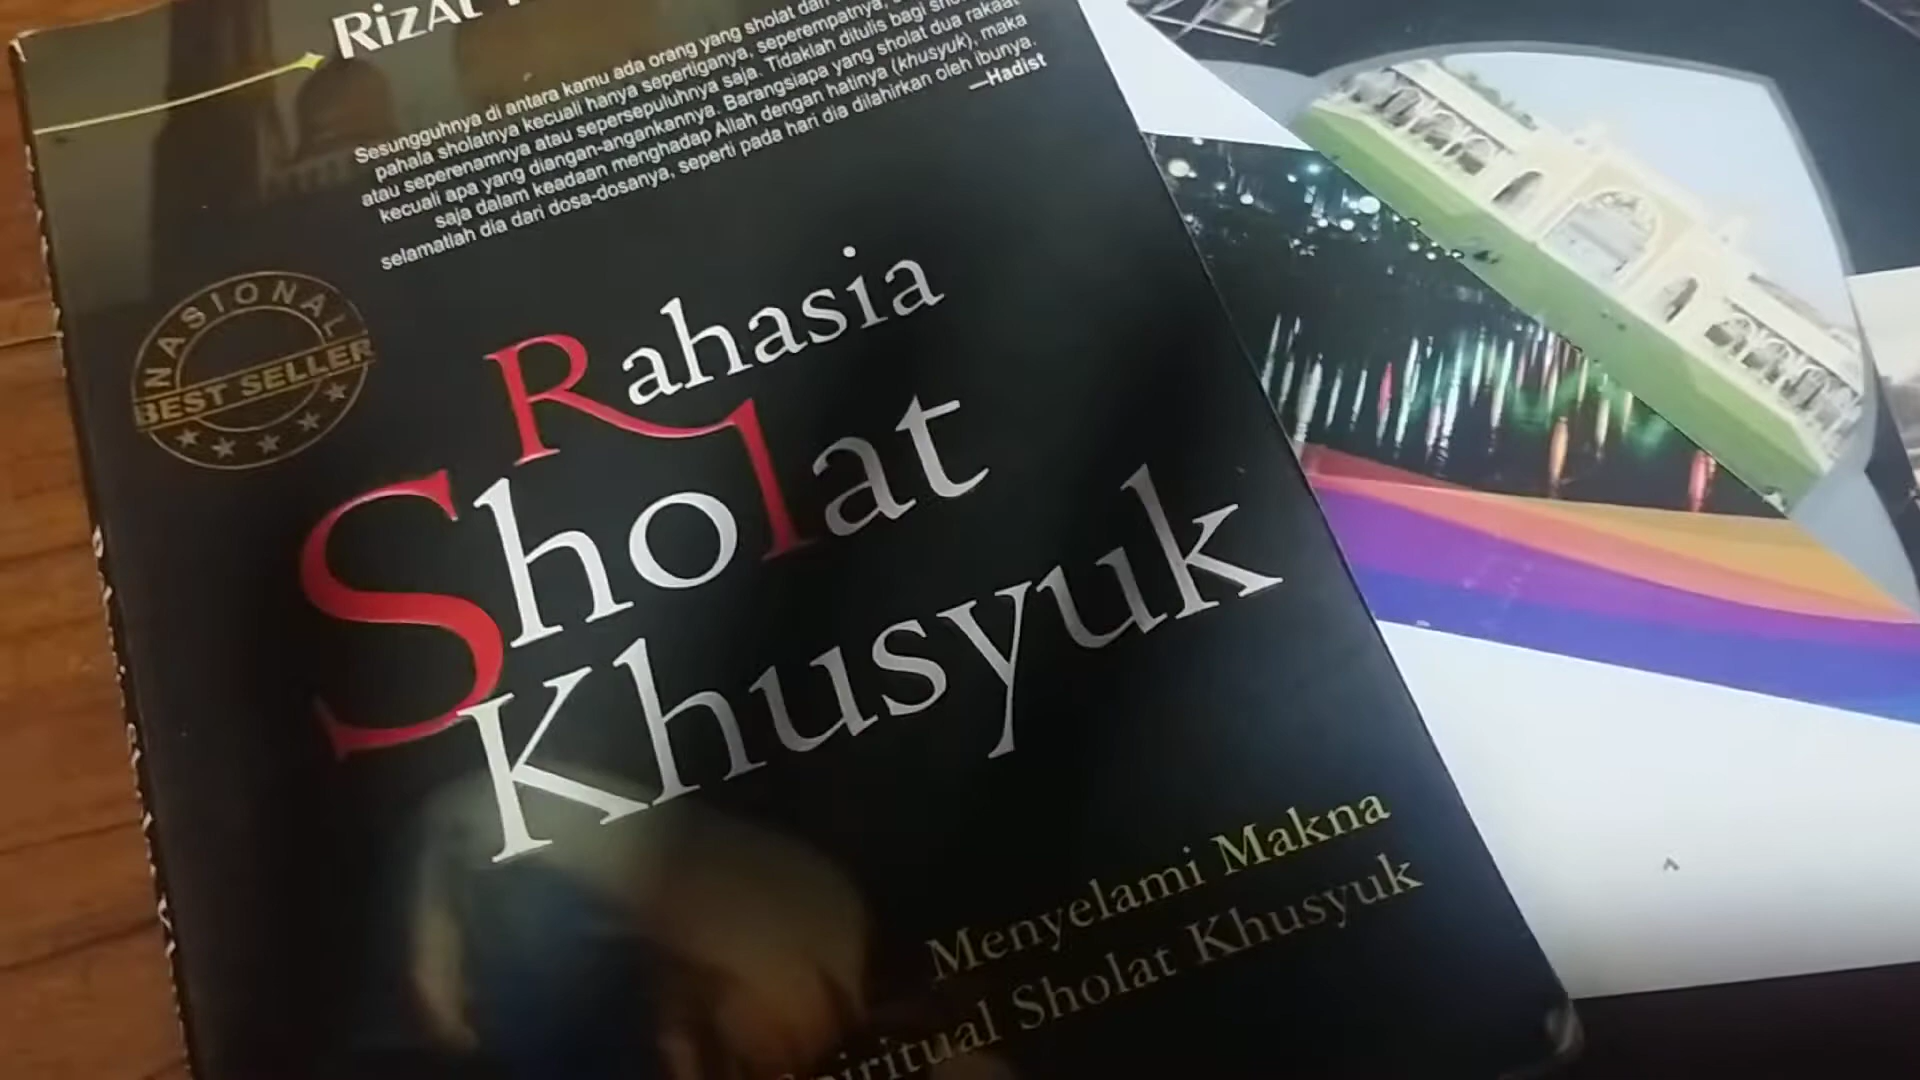 RizAL
Sesungguhnya di antara kamu ada orang yang sholat dan
pahala sholatnya kecuali hanya sepertiganya, seperempatnya,
atau seperenamnya atau sepersepuluhnya saja. Tidaklah ditulis bagi
kecuali apa yang diangan-angankannya. Barangsiapa yang sholat dua rakaat
saja dalam keadaan menghadap Allah dengan hatinya (khusyuk), maka
selamatlah dia dari dosa-dosanya, seperti pada hari dia dilahirkan oleh ibunya.
—Hadist
NASIONAL
BEST SELLER
Rahasia
Sholat
Khusyuk
Menyelami Makna
Spiritual Sholat Khusyuk